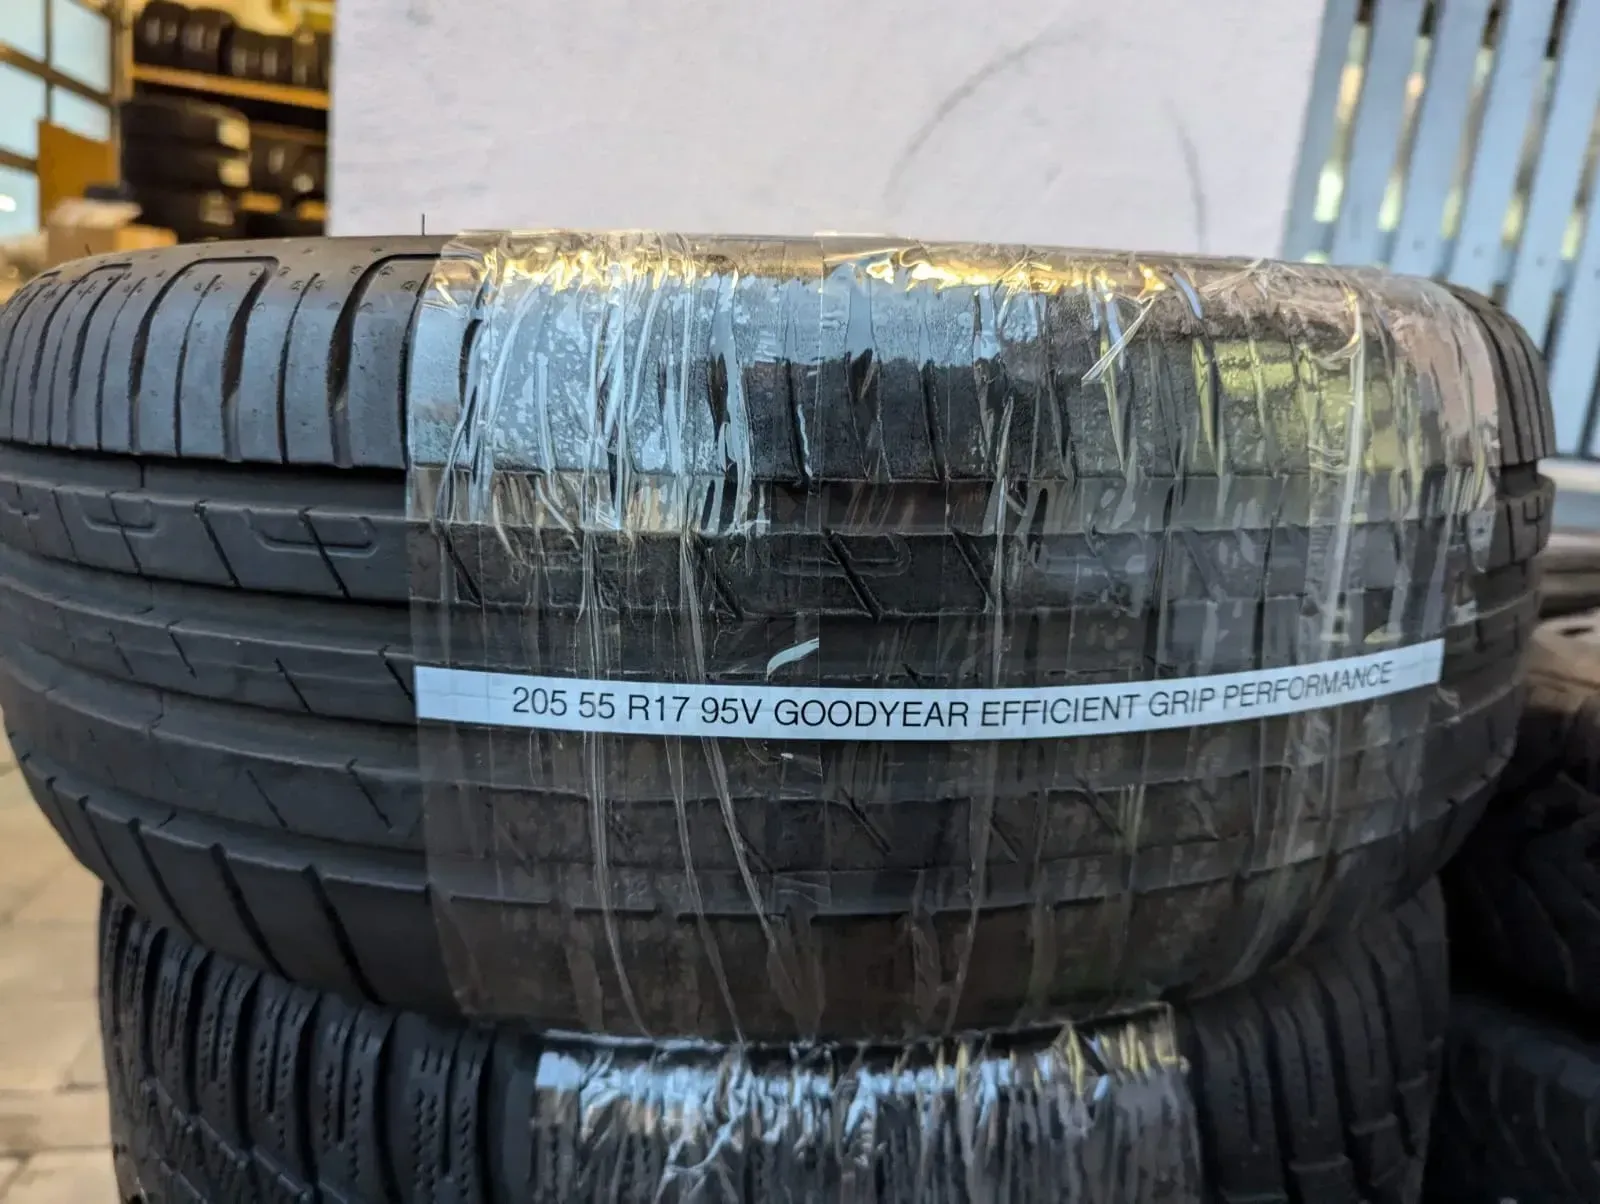 205 55 R17 95V GOODYEAR EFFICIENT GRIP PERFORMANCE